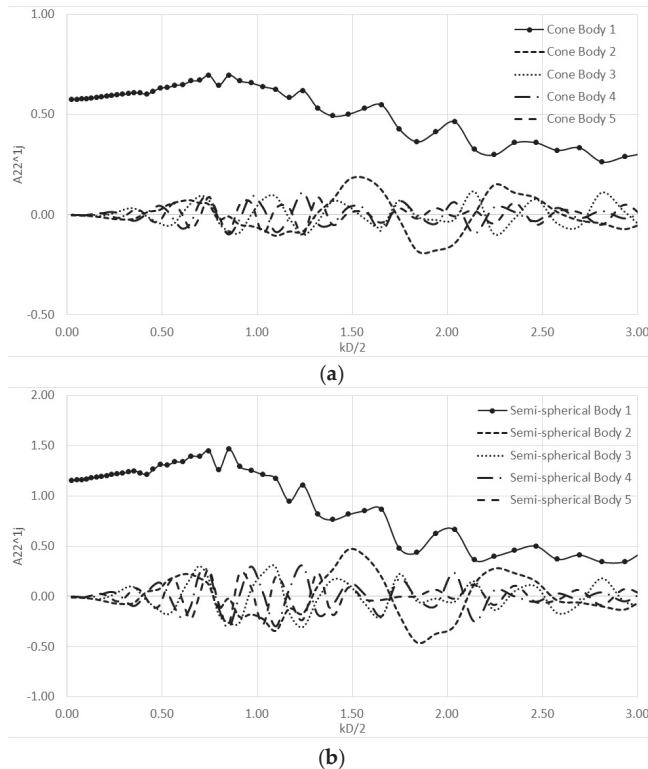 1.00
Cone Body 1
Cone Body 2
Cone Body 3
Cone Body 4
Cone Body 5
0.50
A22^1j
0.00
-0.50
0.00 0.50 1.00 1.50 2.00 2.50 3.00
kD/2
(a)
2.00
Semi-spherical Body 1
Semi-spherical Body 2
Semi-spherical Body 3
Semi-spherical Body 4
Semi-spherical Body 5
1.50
1.00
A22^1j
0.50
0.00
-0.50
-1.00
0.00 0.50 1.00 1.50 2.00 2.50 3.00
kD/2
(b)